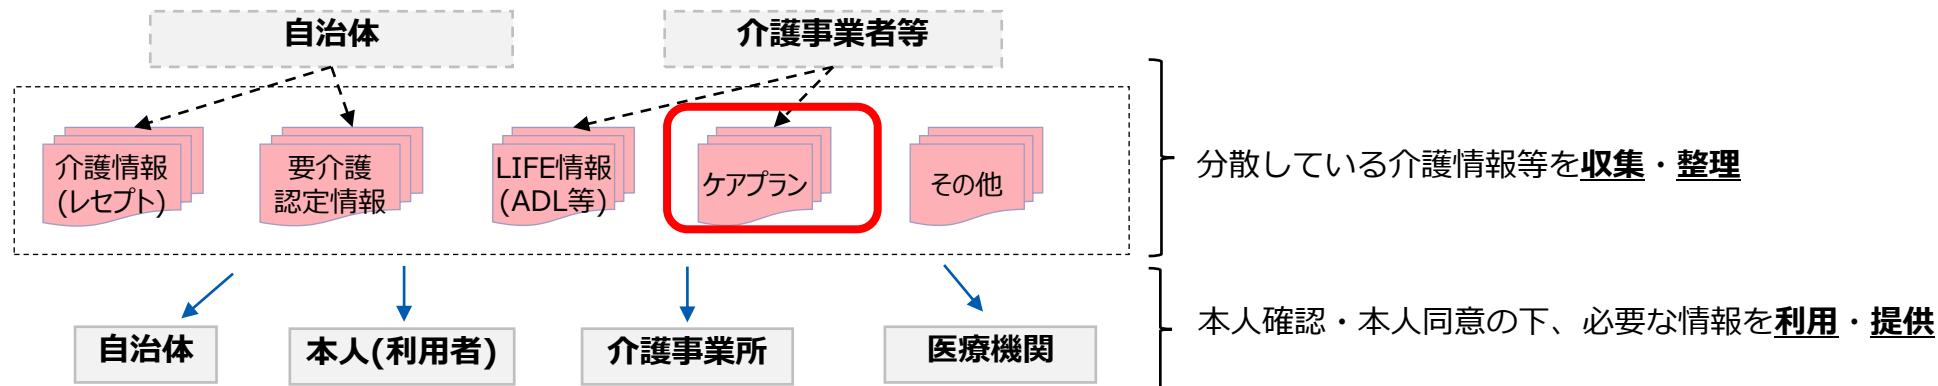 自治体
介護事業者等
介護情報
(レセプト)
要介護
認定情報
LIFE情報
(ADL等)
ケアプラン
その他
分散している介護情報等を収集・整理
自治体
本人(利用者)
介護事業所
医療機関
本人確認・本人同意の下、必要な情報を利用・提供